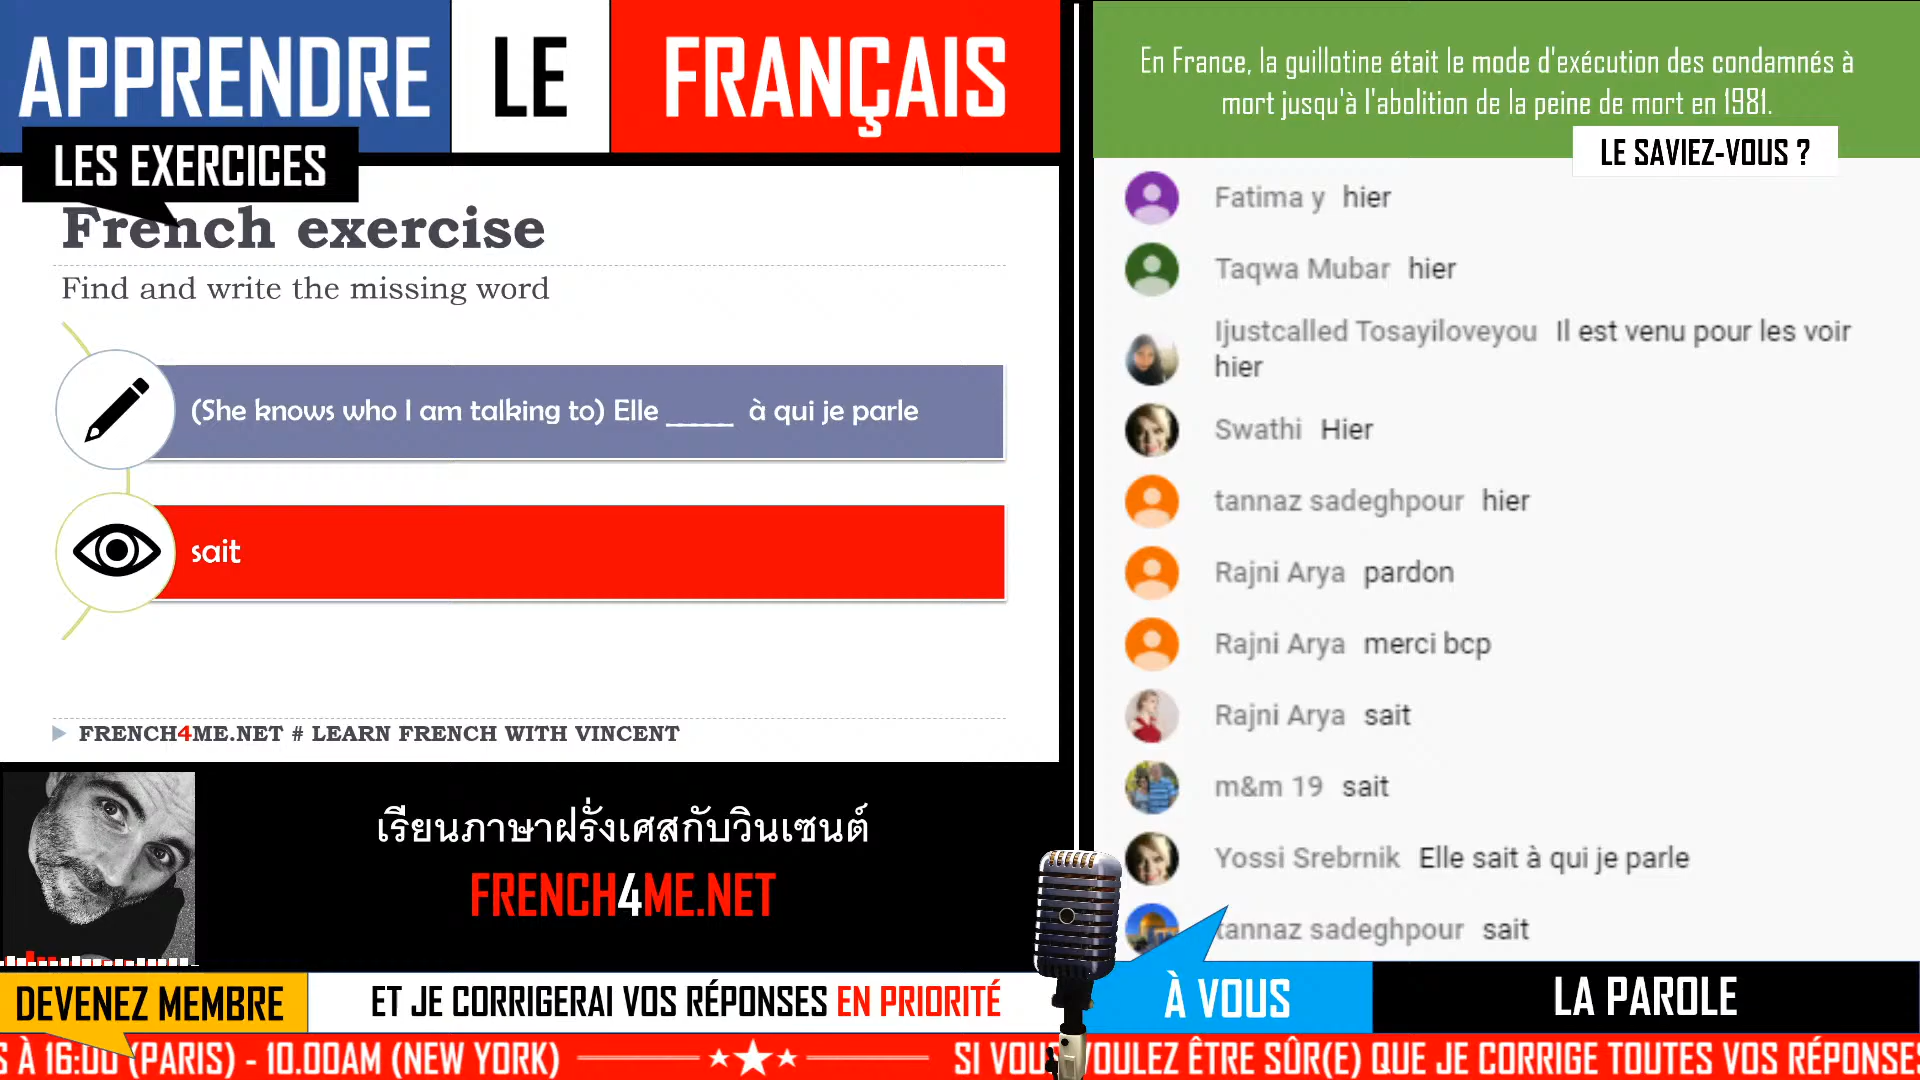 APPRENDRE LE FRANÇAIS
LES EXERCICES
French exercise
Find and write the missing word
(She knows who I am talking to) Elle _____ à qui je parle
sait
FRENCH4ME.NET # LEARN FRENCH WITH VINCENT
เรียนภาษาฝรั่งเศสกับวินเซนต์
FRENCH4ME.NET
DEVENEZ MEMBRE
ET JE CORRIGERAI VOS RÉPONSES EN PRIORITÉ
En France, la guillotine était le mode d'exécution des condamnés à
mort jusqu'à l'abolition de la peine de mort en 1981.
LE SAVIEZ-VOUS ?
Fatima y hier
Taqwa Mubar hier
Ijustcalled Tosayiloveyou Il est venu pour les voir
hier
Swathi Hier
tannaz sadeghpour hier
Rajni Arya pardon
Rajni Arya merci bcp
Rajni Arya sait
m&m 19 sait
Yossi Srebrnik Elle sait à qui je parle
tannaz sadeghpour sait
À VOUS
LA PAROLE
S À 16:00 (PARIS) - 10.00AM (NEW YORK) SI VOUS VOULEZ ÊTRE SÛR(E) QUE JE CORRIGE TOUTES VOS RÉPONSES